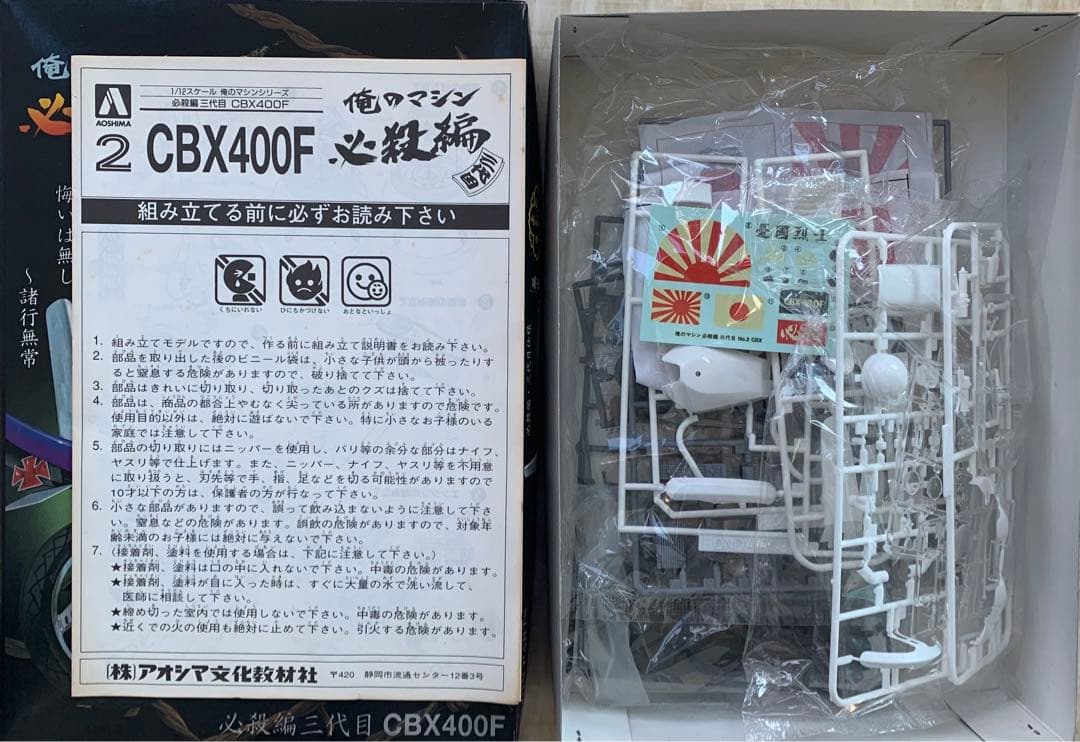 俺
必
悔いは無し
～諸行無常
AOSHIMA
1/12スケール 俺のマシンシリーズ
必殺編 三代目 CBX400F
2 CBX400F
俺のマシン
必殺編
三代目
組み立てる前に必ずお読み下さい
くちにいれない
ひにちかづけない
おとなといっしょ
1. 組み立てモデルですので、作る前に組み立て説明書をお読み下さい。
2. 部品を取り出した後のビニール袋は、小さな子供が頭から被ったりす
ると窒息する危険がありますので、破り捨てて下さい。
3. 部品はきれいに切り取り、切り取ったあとのクズは捨てて下さい。
4. 部品は、商品の都合上やむなく尖っている所がありますので危険です。
使用目的以外は、絶対に遊ばないで下さい。特に小さなお子様のいる
家庭では注意して下さい。
5. 部品の切り取りにはニッパーを使用し、バリ等の余分な部分はナイフ、
ヤスリ等で仕上げます。また、ニッパー、ナイフ、ヤスリ等を不用意
に取り扱うと、刃先等で手、指、足などを切る可能性がありますので
10才以下の方は、保護者の方が行なって下さい。
6. 小さな部品がありますので、誤って飲み込まないように注意して下さ
い。窒息などの危険があります。誤飲の危険がありますので、対象年
齢未満のお子様には絶対に与えないで下さい。
7. (接着剤、塗料を使用する場合は、下記に注意して下さい。)
★接着剤、塗料は口の中に入れないで下さい。中毒の危険があります。
★接着剤、塗料が目に入った時は、すぐに大量の水で洗い流して、
医師に相談して下さい。
★締め切った室内では使用しないで下さい。中毒の危険があります。
★近くでの火の使用も絶対に止めて下さい。引火する危険があります。
(株)アオシマ文化教材社 〒420 静岡市流通センター12番3号
必殺編三代目 CBX400F
憂國烈士
CBX400F
俺のマシン必殺編 三代目 No.2 CBX